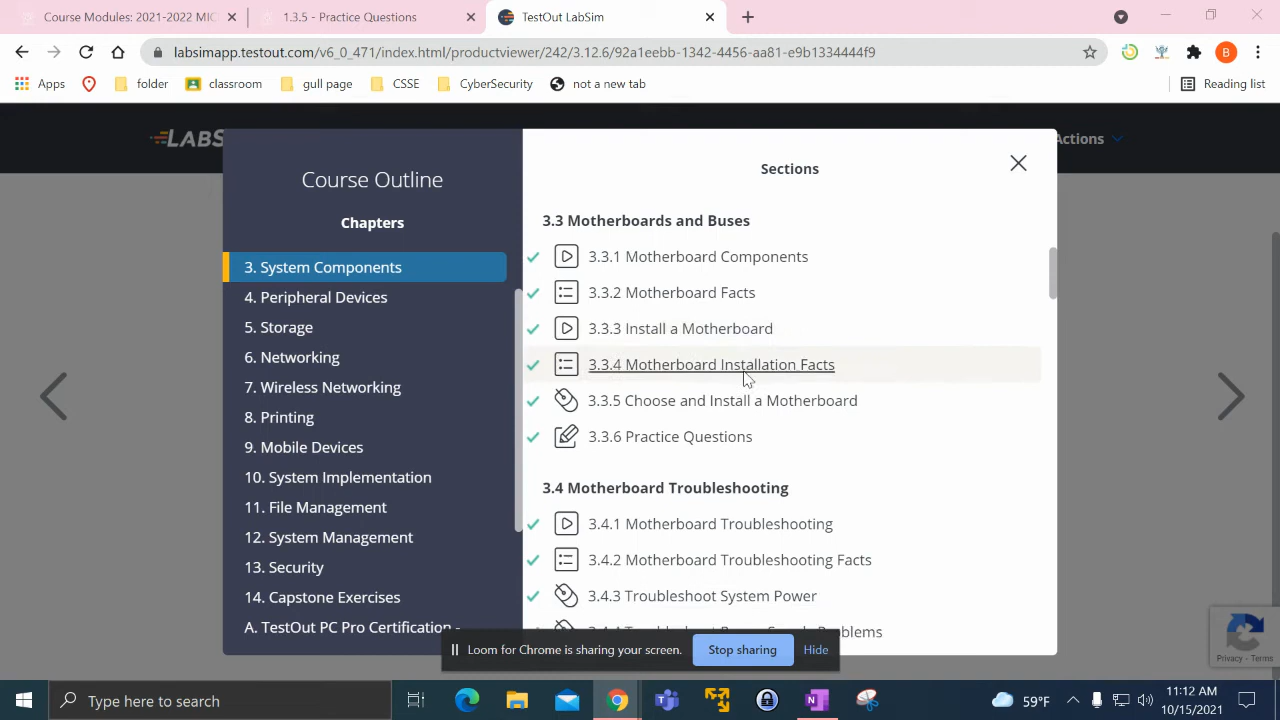 Course Modules: 2021-2022 MIC
1.3.5 - Practice Questions
TestOut LabSim
labsimapp.testout.com/v6_0_471/index.html/productviewer/242/3.12.6/92a1eebb-1342-4456-aa81-e9b1334444f9
B
Apps
folder
classroom
gull page
CSSE
CyberSecurity
not a new tab
Reading list
LABS
Actions
Course Outline
Chapters
3. System Components
4. Peripheral Devices
5. Storage
6. Networking
7. Wireless Networking
8. Printing
9. Mobile Devices
10. System Implementation
11. File Management
12. System Management
13. Security
14. Capstone Exercises
A. TestOut PC Pro Certification -
Sections
3.3 Motherboards and Buses
3.3.1 Motherboard Components
3.3.2 Motherboard Facts
3.3.3 Install a Motherboard
3.3.4 Motherboard Installation Facts
3.3.5 Choose and Install a Motherboard
3.3.6 Practice Questions
3.4 Motherboard Troubleshooting
3.4.1 Motherboard Troubleshooting
3.4.2 Motherboard Troubleshooting Facts
3.4.3 Troubleshoot System Power
Problems
Loom for Chrome is sharing your screen.
Stop sharing
Hide
Privacy - Terms
Type here to search
59°F
11:12 AM
10/15/2021